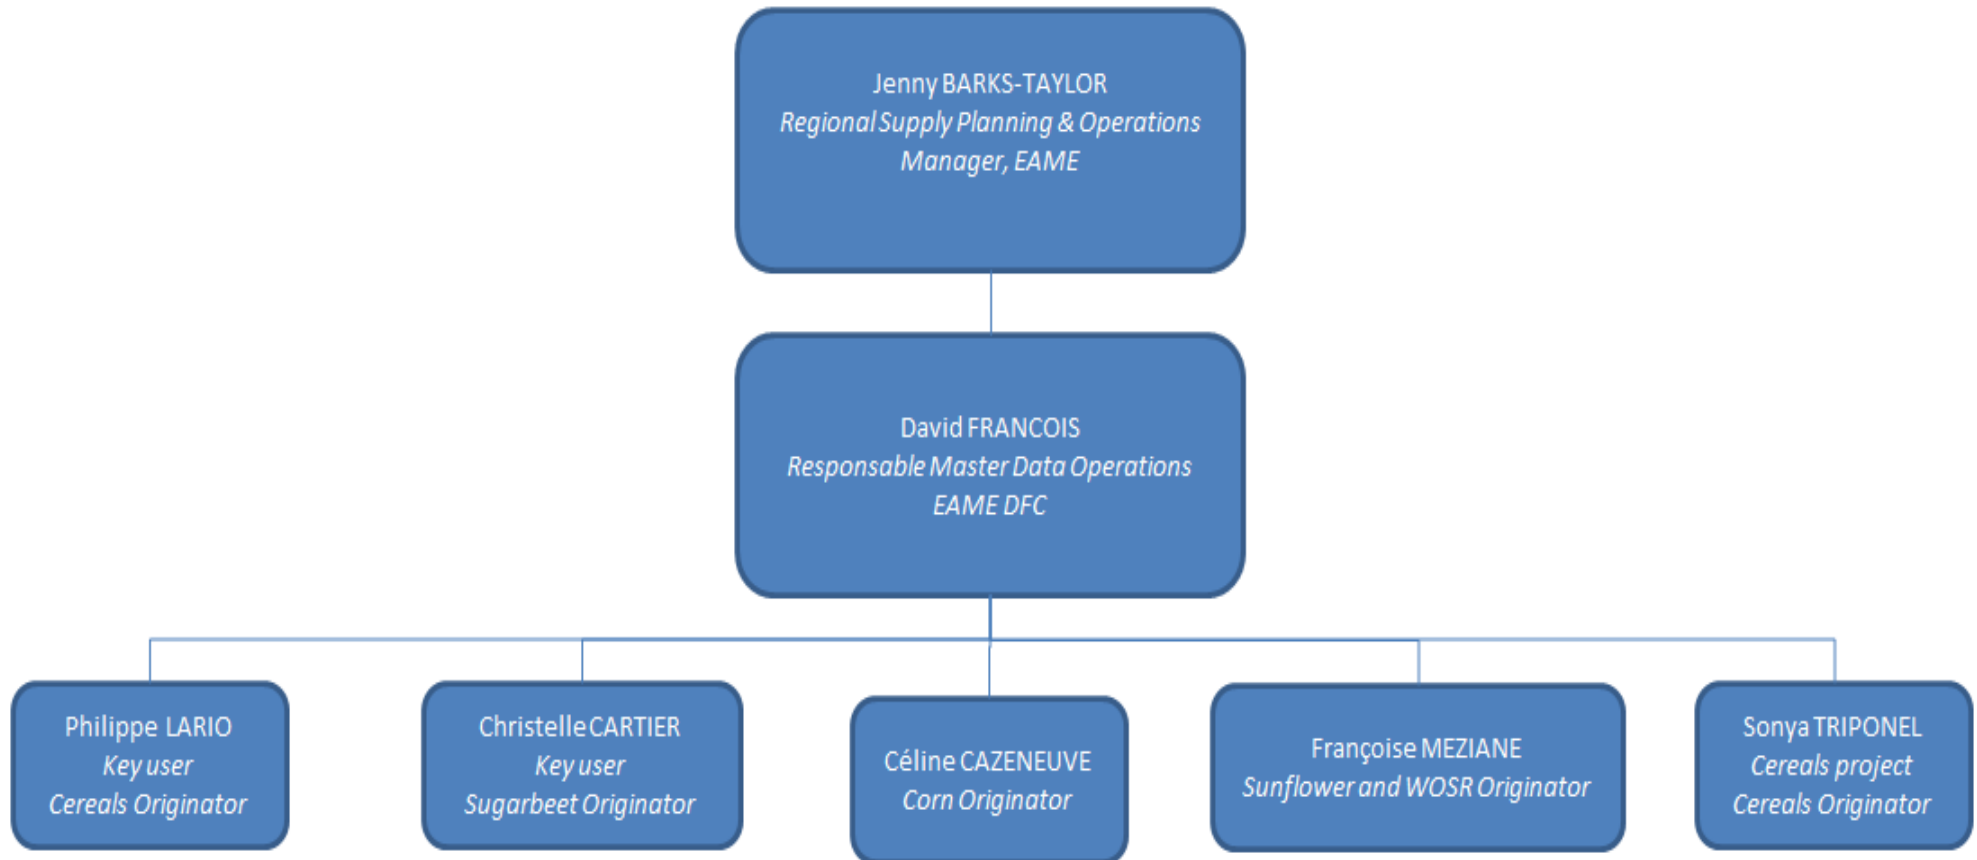 Jenny BARKS-TAYLOR
Regional Supply Planning & Operations
Manager, EAME
David FRANCOIS
Responsable Master Data Operations
EAME DFC
Philippe LARIO
Key user
Cereals Originator
Christelle CARTIER
Key user
Sugarbeet Originator
Céline CAZENEUVE
Corn Originator
Françoise MEZIANE
Sunflower and WOSR Originator
Sonya TRIPONEL
Cereals project
Cereals Originator